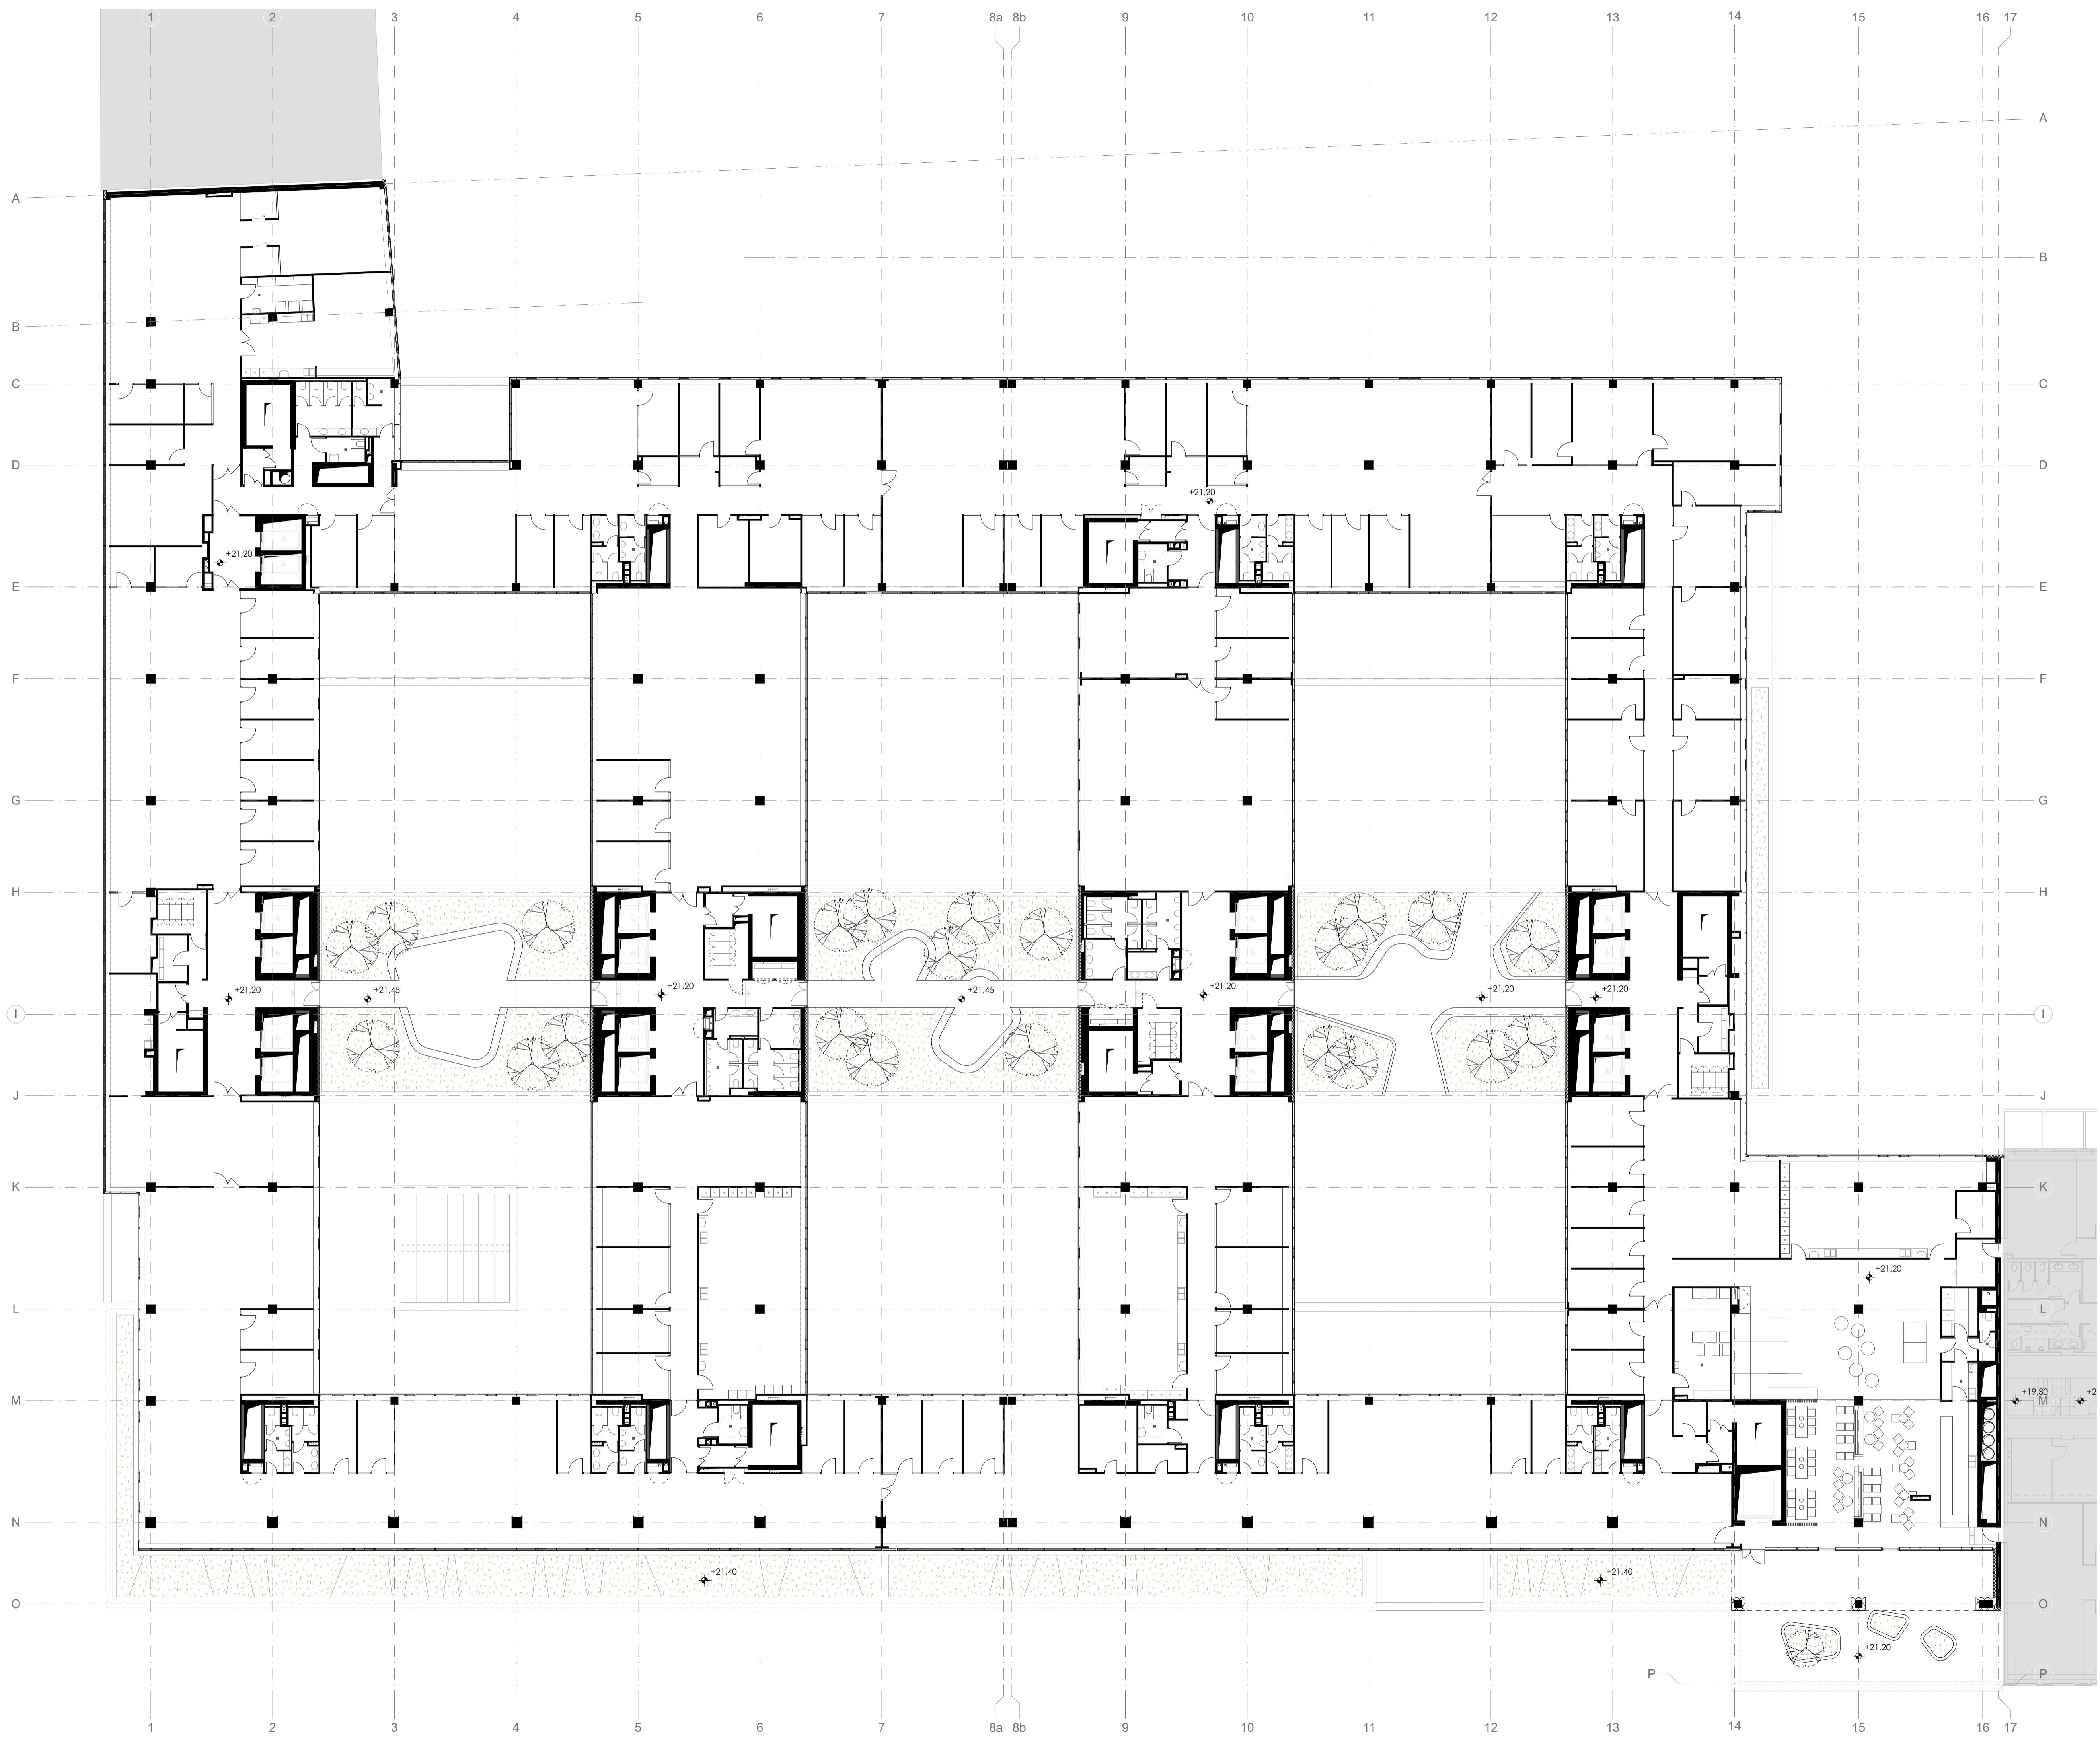 1 2 3 4 5 6 7 8a 8b 9 10 11 12 13 14 15 16 17
A
A
B
B
C C
D D
+21,20
+21,20
E E
F F
G G
H H
+21,20 +21,45 +21,20 +21,45 +21,20 +21,20 +21,20
I I
J J
K K
+21,20
L L
+19,80
M M
N N
+21,40 +21,40
O O
+21,20
P P
1 2 3 4 5 6 7 8a 8b 9 10 11 12 13 14 15 16 17